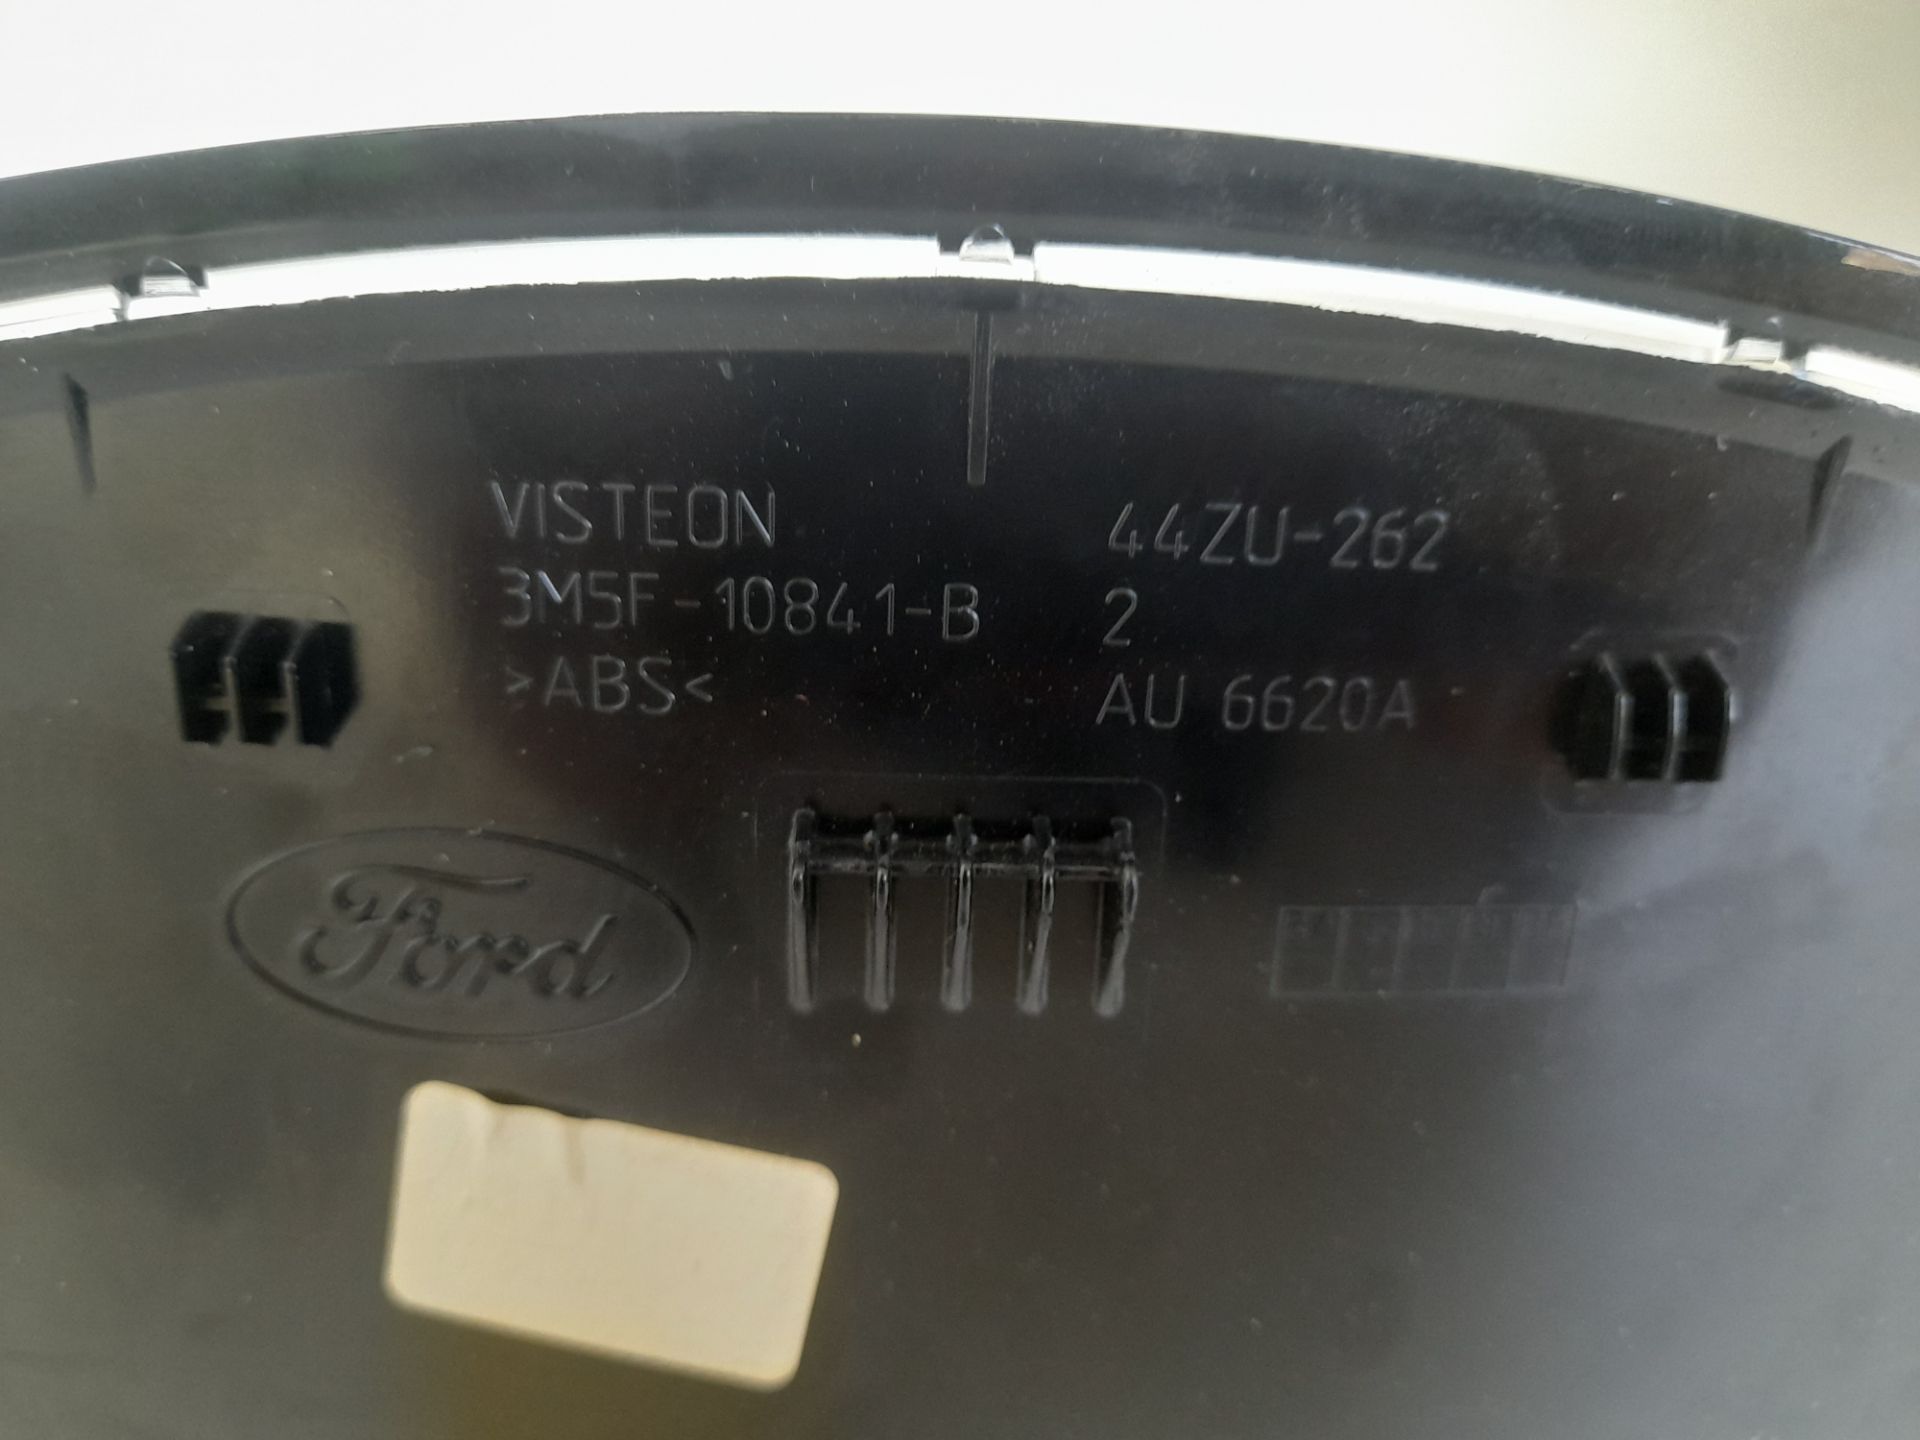 VISTEON
3M5F-10841-B
>ABS<
44ZU-262
2
AU 6620A
Ford